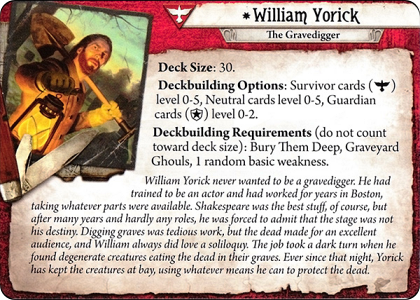 *William Yorick
The Gravedigger
Deck Size: 30.
Deckbuilding Options: Survivor cards ( )
level 0-5, Neutral cards level 0-5, Guardian
cards ( ) level 0-2.
Deckbuilding Requirements (do not count
toward deck size): Bury Them Deep, Graveyard
Ghouls, 1 random basic weakness.
William Yorick never wanted to be a gravedigger. He had
trained to be an actor and had worked for years in Boston,
taking whatever parts were available. Shakespeare was the best stuff, of course, but
after many years and hardly any roles, he was forced to admit that the stage was not
his destiny. Digging graves was tedious work, but the dead made for an excellent
audience, and William always did love a soliloquy. The job took a dark turn when he
found degenerate creatures eating the dead in their graves. Ever since that night, Yorick
has kept the creatures at bay, using whatever means he can to protect the dead.